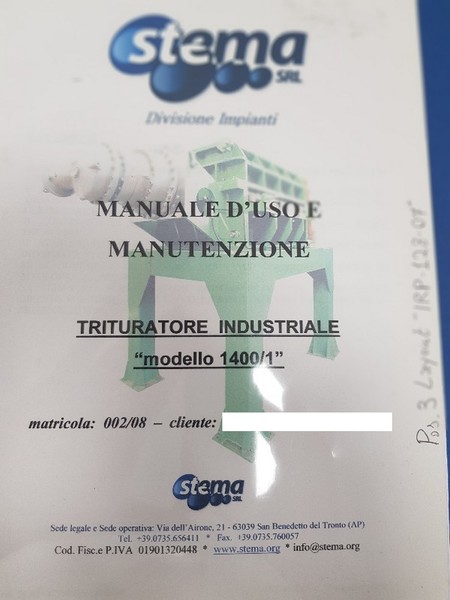 stema
SRL
Divisione Impianti
MANUALE D'USO E
MANUTENZIONE
TRITURATORE INDUSTRIALE
"modello 1400/1"
matricola: 002/08 – cliente:
stema
SRL
Sede legale e Sede operativa: Via dell'Airone, 21 - 63039 San Benedetto del Tronto (AP)
Tel. +39.0735.656411 * Fax. +39.0735.760057
Cod. Fisc.e P.IVA 01901320448 * www.stema.org * info@stema.org
Pos. 3 Layout "IRP-128-07"